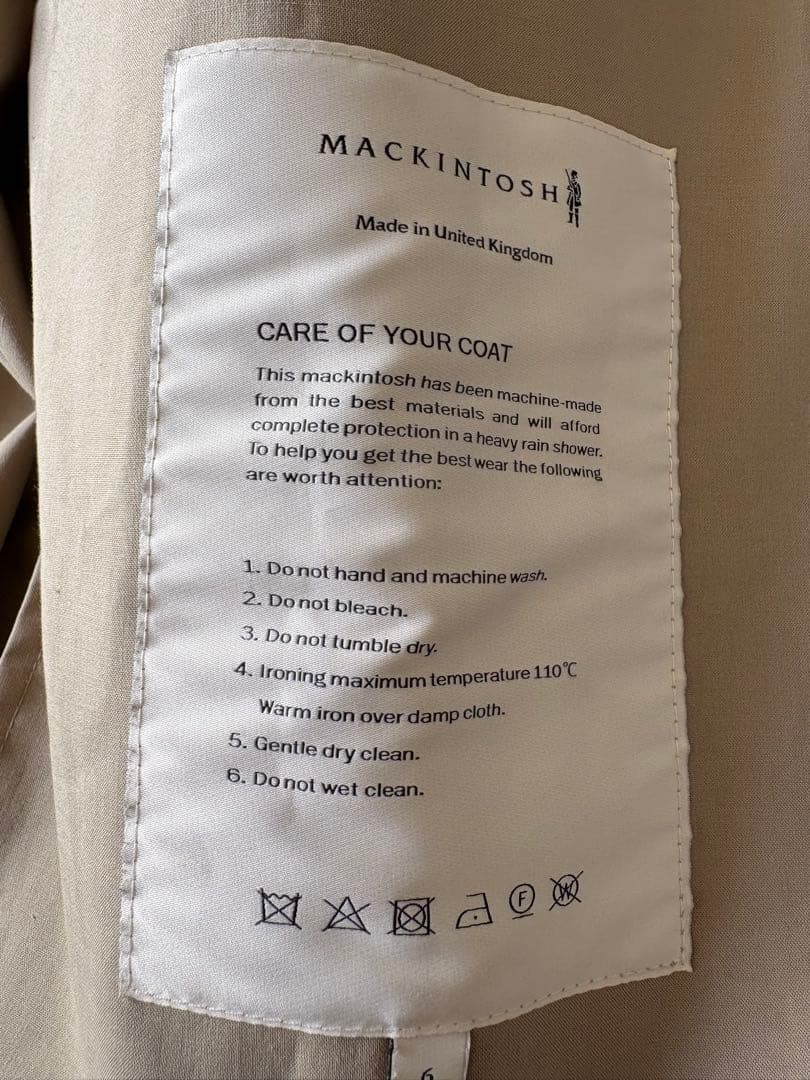 MACKINTOSH
Made in United Kingdom
CARE OF YOUR COAT
This mackintosh has been machine-made
from the best materials and will afford
complete protection in a heavy rain shower.
To help you get the best wear the following
are worth attention:
1. Do not hand and machine wash.
2. Do not bleach.
3. Do not tumble dry.
4. Ironing maximum temperature 110℃
Warm iron over damp cloth.
5. Gentle dry clean.
6. Do not wet clean.
F W
6